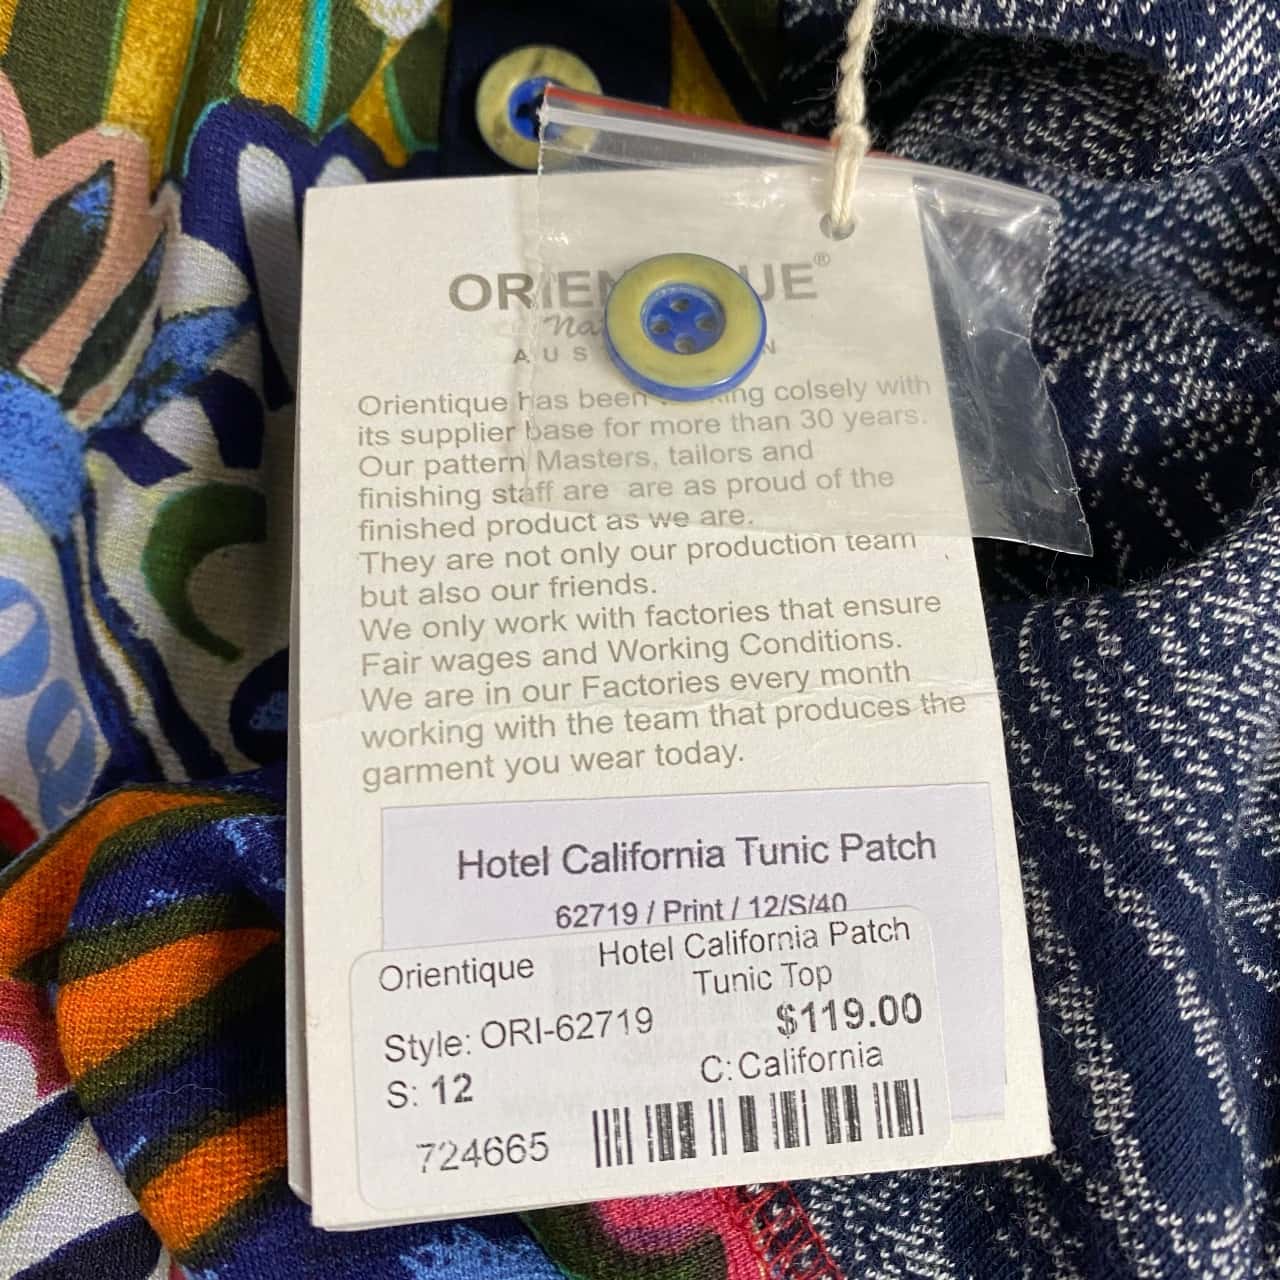 ORIEN UE®
Na
AUS N
Orientique has been ing colsely with
its supplier base for more than 30 years.
Our pattern Masters, tailors and
finishing staff are are as proud of the
finished product as we are.
They are not only our production team
but also our friends.
We only work with factories that ensure
Fair wages and Working Conditions.
We are in our Factories every month
working with the team that produces the
garment you wear today.
Hotel California Tunic Patch
62719 / Print / 12/S/40
Orientique Hotel California Patch
Tunic Top
Style: ORI-62719 $119.00
S: 12 C: California
724665